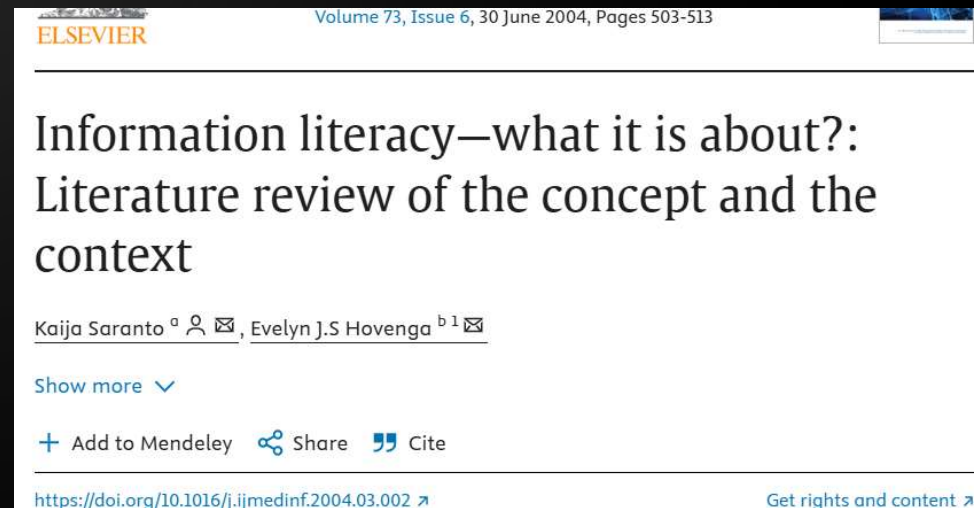 ELSEVIER
Volume 73, Issue 6, 30 June 2004, Pages 503-513
Information literacy—what it is about?:
Literature review of the concept and the
context
Kaija Saranto a, Evelyn J.S Hovenga b 1
Show more
Add to Mendeley Share Cite
https://doi.org/10.1016/j.ijmedinf.2004.03.002 Get rights and content